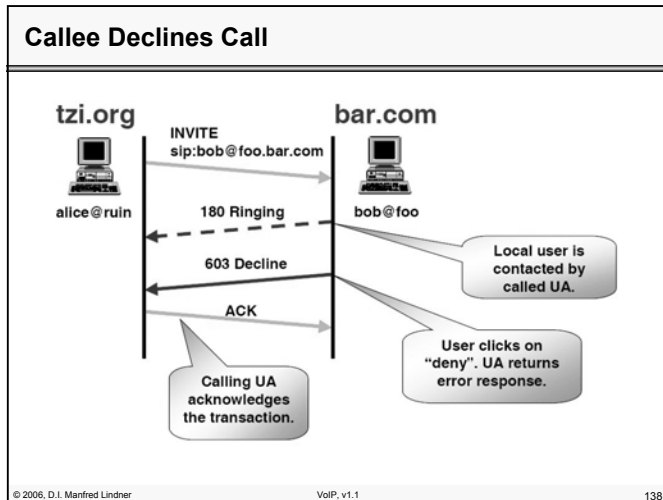 Callee Declines Call
tzi.org
bar.com
INVITE
sip:bob@foo.bar.com
alice@ruin
bob@foo
180 Ringing
Local user is
contacted by
called UA.
603 Decline
ACK
User clicks on
“deny”. UA returns
error response.
Calling UA
acknowledges
the transaction.
© 2006, D.I. Manfred Lindner
VoIP, v1.1
138